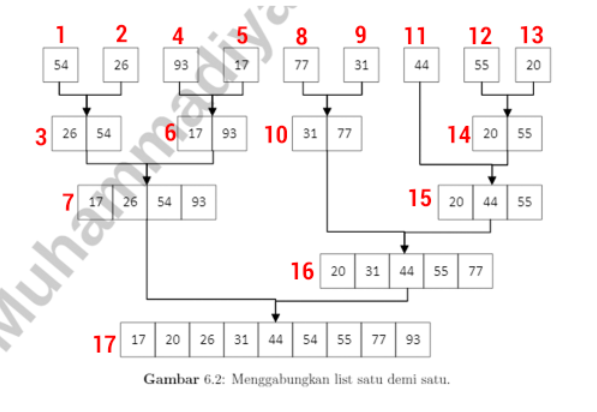 1 2 4 5 8 9 11 12 13
54 26 93 17 77 31 44 55 20
3 26 54 6 17 93 10 31 77 14 20 55
7 17 26 54 93 15 20 44 55
16 20 31 44 55 77
17 17 20 26 31 44 54 55 77 93
Gambar 6.2: Menggabungkan list satu demi satu.